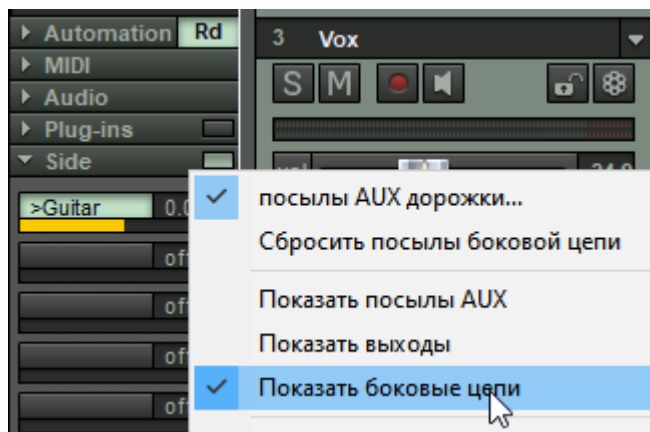 Automation Rd
MIDI
Audio
Plug-ins
Side
>Guitar
3 Vox
S M
посылы AUX дорожки...
Сбросить посылы боковой цепи
Показать посылы AUX
Показать выходы
Показать боковые цепи